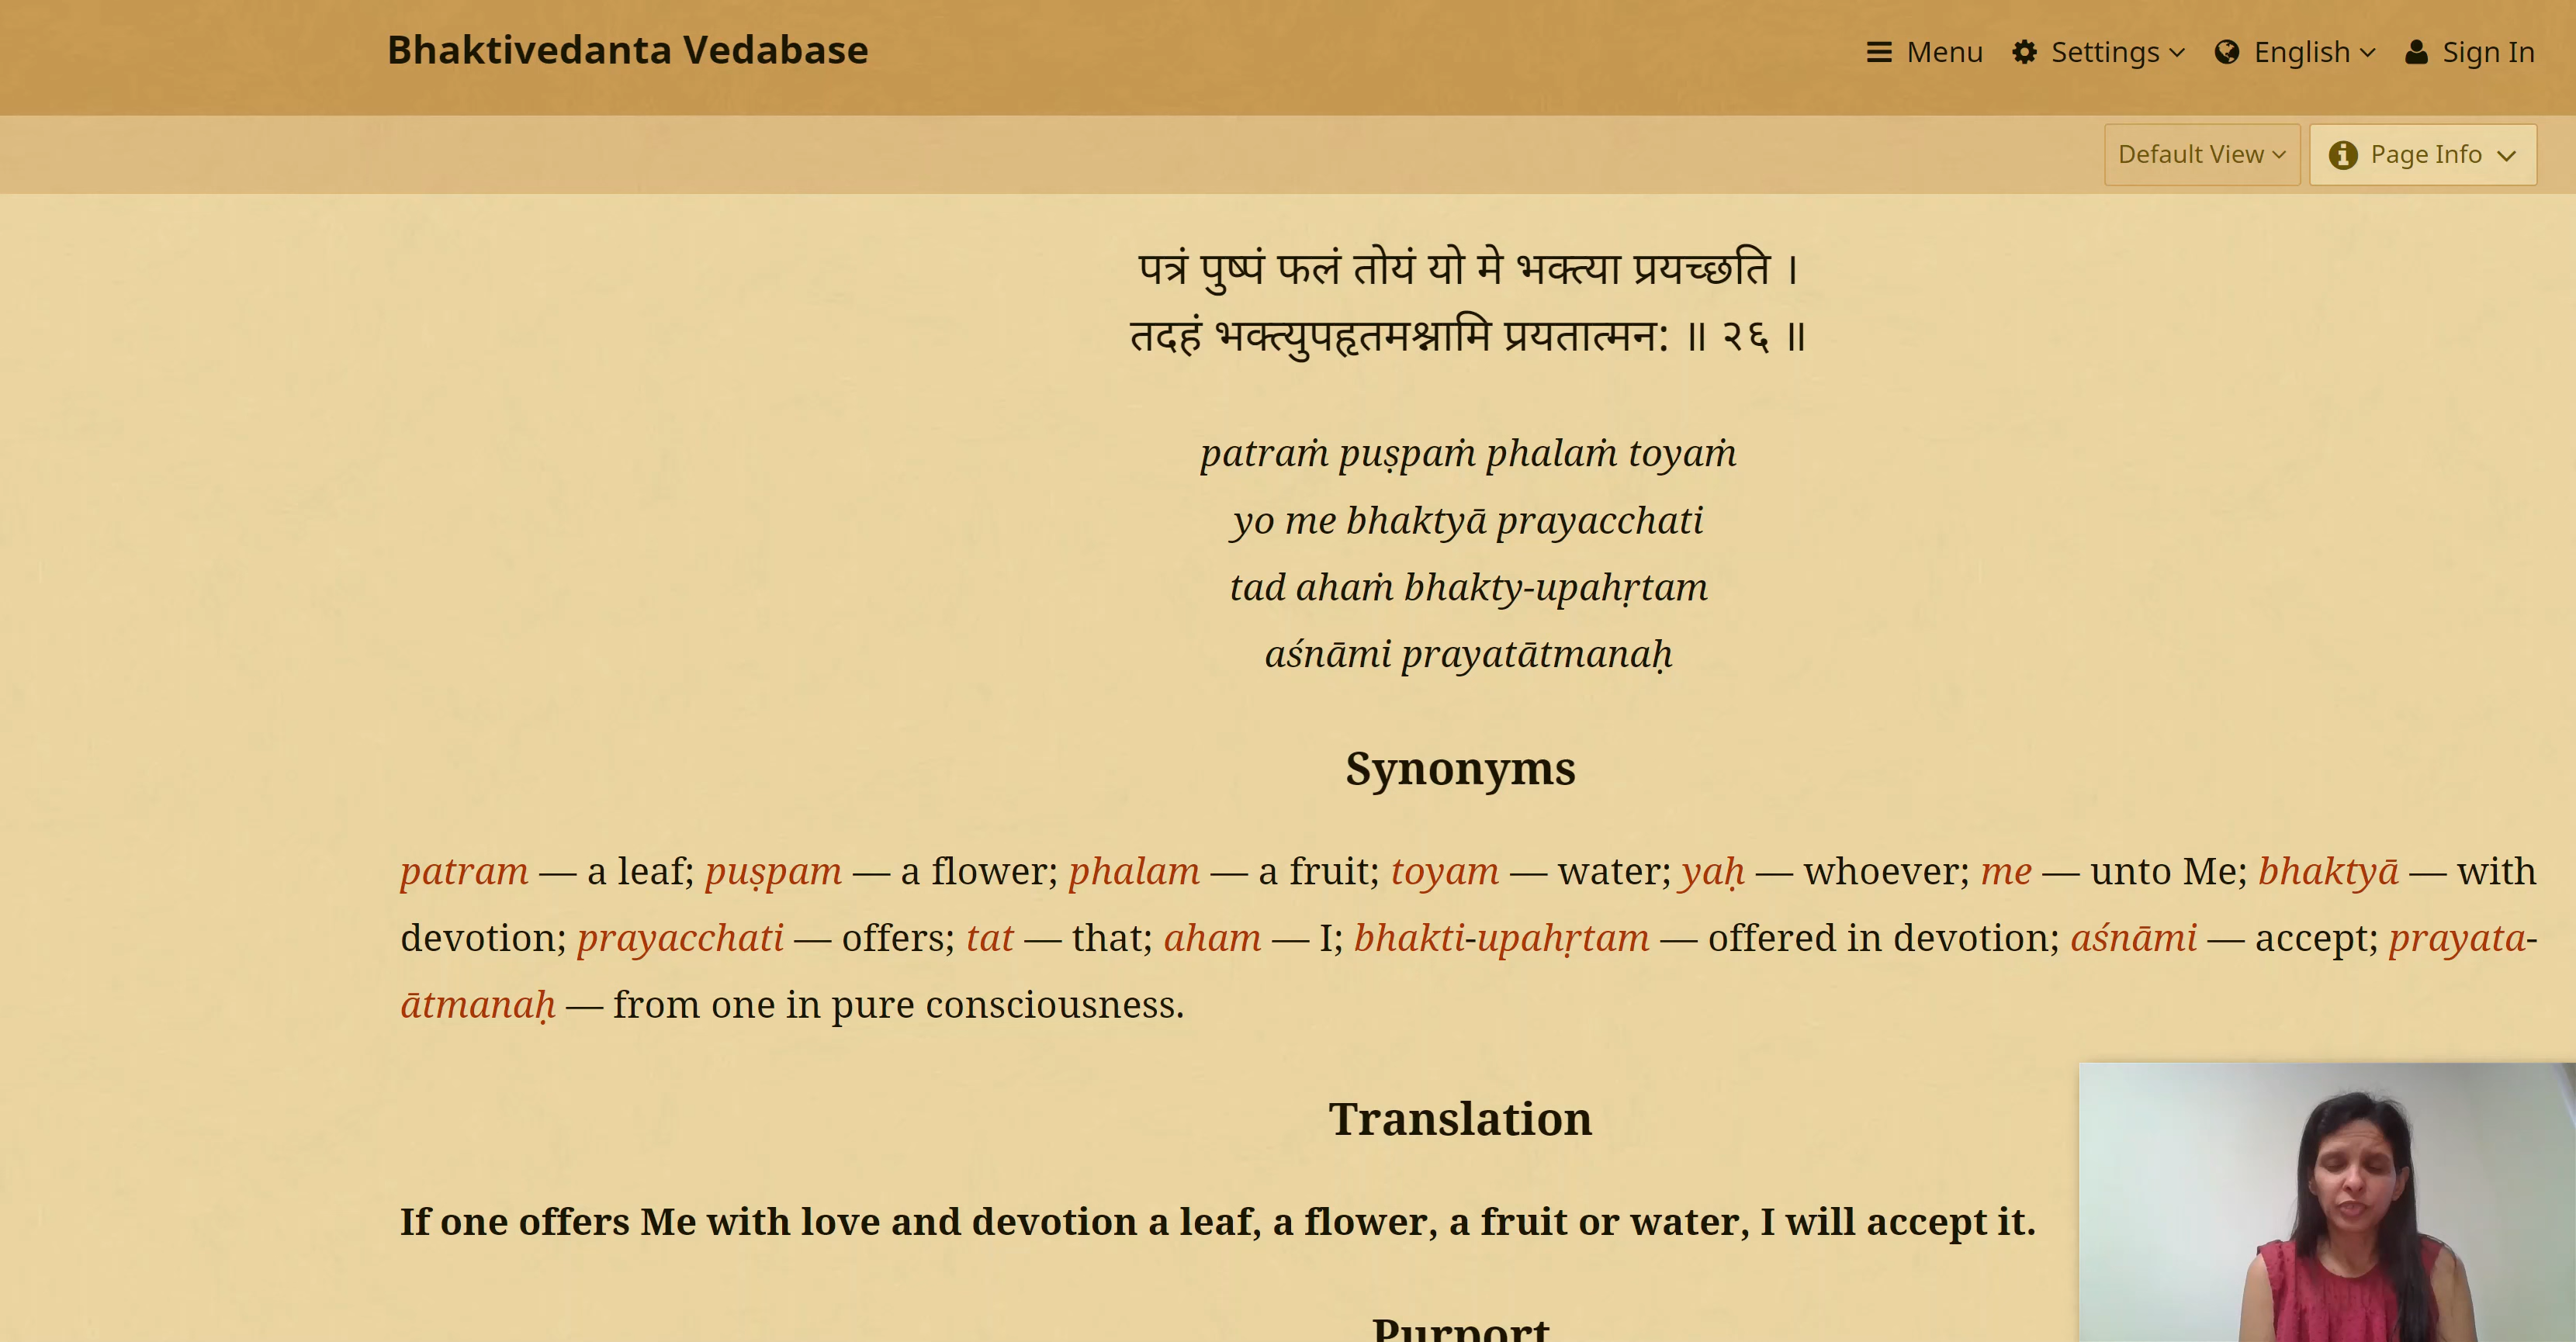 Bhaktivedanta Vedabase
Menu Settings English Sign In
Default View Page Info
पत्रं पुष्पं फलं तोयं यो मे भक्त्या प्रयच्छति ।
तदहं भक्त्युपहृतमश्न‍ामि प्रयतात्मन: ॥ २६ ॥
patraṁ puṣpaṁ phalaṁ toyaṁ
yo me bhaktyā prayacchati
tad ahaṁ bhakty-upahṛtam
aśnāmi prayatātmanaḥ
Synonyms
patram — a leaf; puṣpam — a flower; phalam — a fruit; toyam — water; yaḥ — whoever; me — unto Me; bhaktyā — with
devotion; prayacchati — offers; tat — that; aham — I; bhakti-upahṛtam — offered in devotion; aśnāmi — accept; prayata-
ātmanaḥ — from one in pure consciousness.
Translation
If one offers Me with love and devotion a leaf, a flower, a fruit or water, I will accept it.
Purport